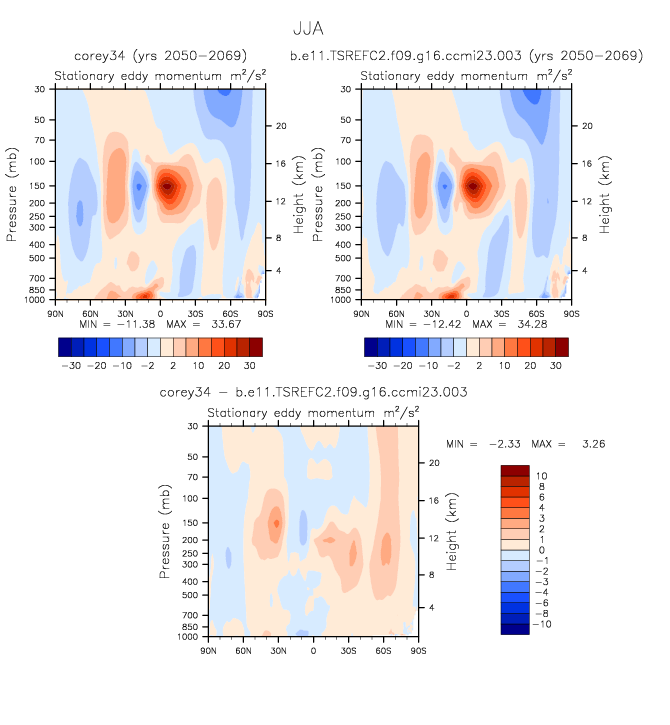 JJA
corey34 (yrs 2050-2069) b.e11.TSREFC2.f09.g16.ccmi23.003 (yrs 2050-2069)
Stationary eddy momentum m²/s² Stationary eddy momentum m²/s²
Pressure (mb) Height (km) Pressure (mb) Height (km)
30 50 70 100 150 200 250 300 400 500 700 850 1000
20 16 12 8 4
30 50 70 100 150 200 250 300 400 500 700 850 1000
20 16 12 8 4
90N 60N 30N 0 30S 60S 90S 90N 60N 30N 0 30S 60S 90S
MIN = -11.38 MAX = 33.67 MIN = -12.42 MAX = 34.28
-30 -20 -10 -2 2 10 15 20 30 -30 -20 -10 -2 2 10 15 20 30
corey34 - b.e11.TSREFC2.f09.g16.ccmi23.003
Stationary eddy momentum m²/s²
MIN = -2.33 MAX = 3.26
Pressure (mb) Height (km)
30 50 70 100 150 200 250 300 400 500 700 850 1000
20 16 12 8 4
90N 60N 30N 0 30S 60S 90S
10
8
6
4
3
2
1
0
-1
-2
-3
-4
-6
-8
-10